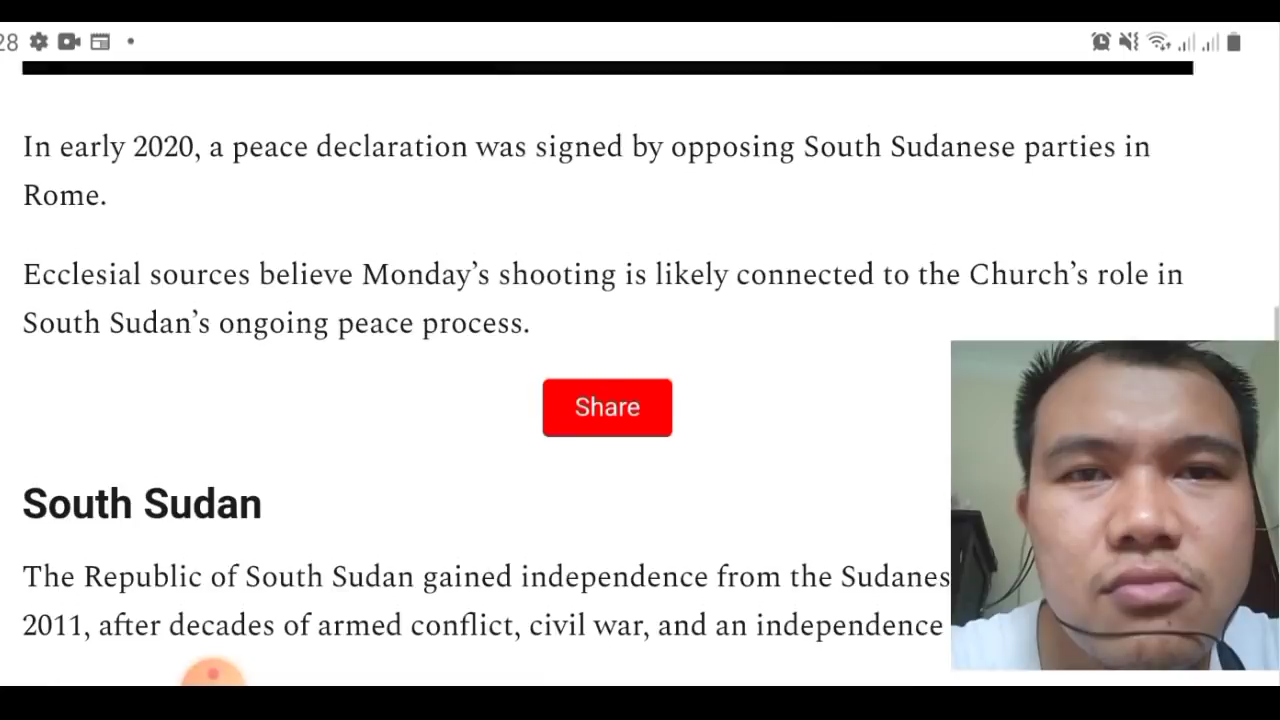 28
In early 2020, a peace declaration was signed by opposing South Sudanese parties in
Rome.
Ecclesial sources believe Monday’s shooting is likely connected to the Church’s role in
South Sudan’s ongoing peace process.
Share
South Sudan
The Republic of South Sudan gained independence from the Sudanes
2011, after decades of armed conflict, civil war, and an independence